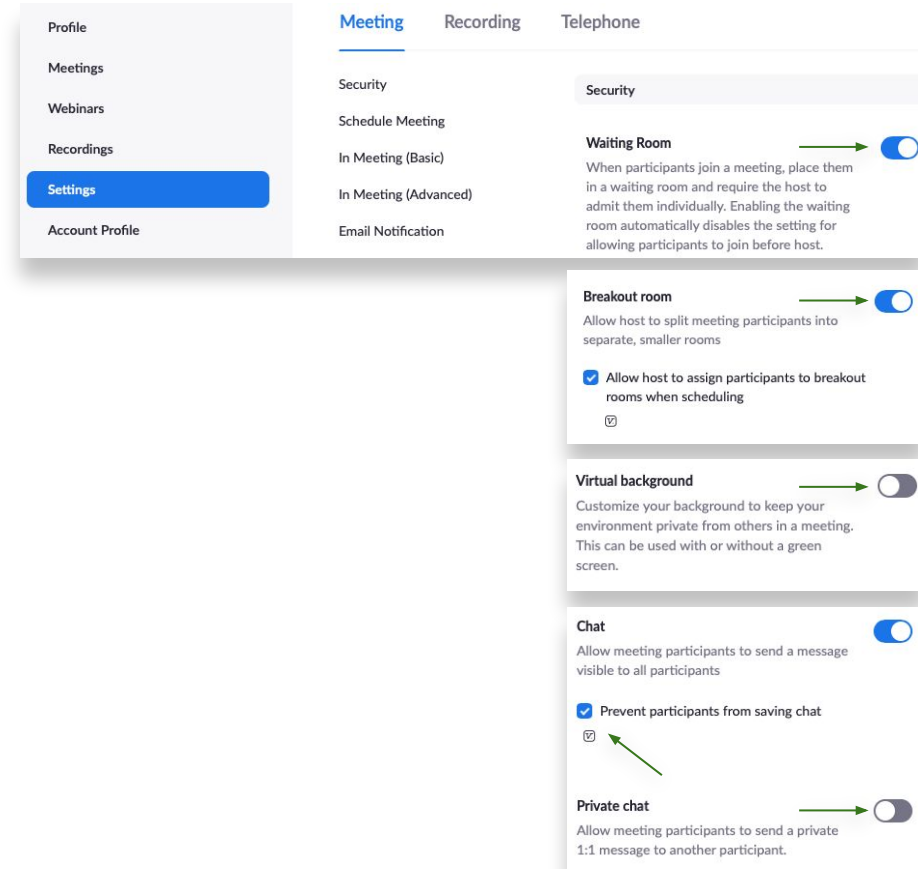 Profile
Meetings
Webinars
Recordings
Settings
Account Profile
Meeting Recording Telephone
Security
Schedule Meeting
In Meeting (Basic)
In Meeting (Advanced)
Email Notification
Security
Waiting Room
When participants join a meeting, place them
in a waiting room and require the host to
admit them individually. Enabling the waiting
room automatically disables the setting for
allowing participants to join before host.
Breakout room
Allow host to split meeting participants into
separate, smaller rooms
Allow host to assign participants to breakout
rooms when scheduling
Virtual background
Customize your background to keep your
environment private from others in a meeting.
This can be used with or without a green
screen.
Chat
Allow meeting participants to send a message
visible to all participants
Prevent participants from saving chat
Private chat
Allow meeting participants to send a private
1:1 message to another participant.